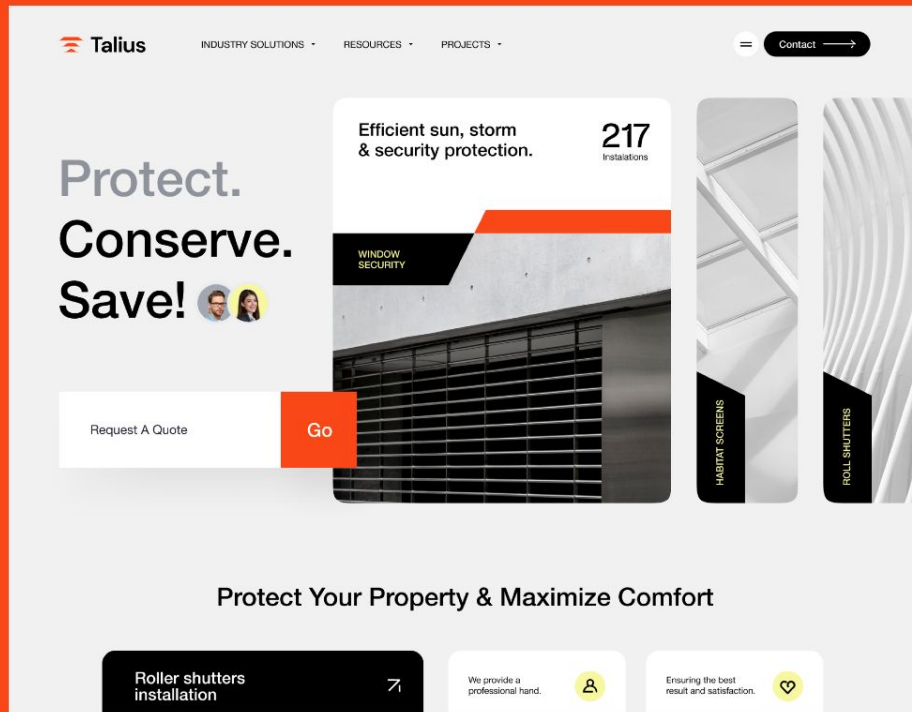 Talius
INDUSTRY SOLUTIONS
RESOURCES
PROJECTS
Contact
Protect.
Conserve.
Save!
Request A Quote
Go
Efficient sun, storm
& security protection.
217
Instalations
WINDOW
SECURITY
HABITAT SCREENS
ROLL SHUTTERS
Protect Your Property & Maximize Comfort
Roller shutters
installation
We provide a
professional hand.
Ensuring the best
result and satisfaction.